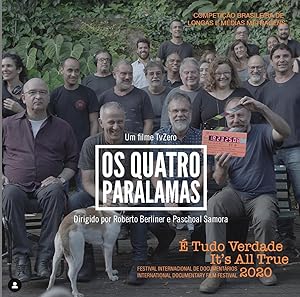 COMPETIÇÃO BRASILEIRA DE
LONGAS E MÉDIAS METRAGENS
Um filme TvZero
OS QUATRO
PARALAMAS
Dirigido por Roberto Berliner e Paschoal Samora
É Tudo Verdade
It's All True
FESTIVAL INTERNACIONAL DE DOCUMENTÁRIOS
INTERNATIONAL DOCUMENTARY FILM FESTIVAL
2020